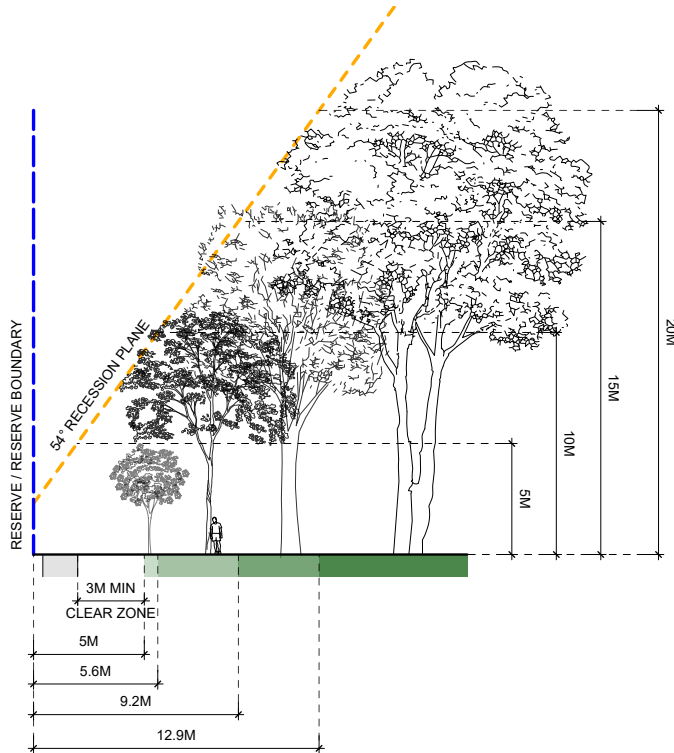 RESERVE / RESERVE BOUNDARY
54° RECESSION PLANE
20M
15M
10M
5M
3M MIN
CLEAR ZONE
5M
5.6M
9.2M
12.9M